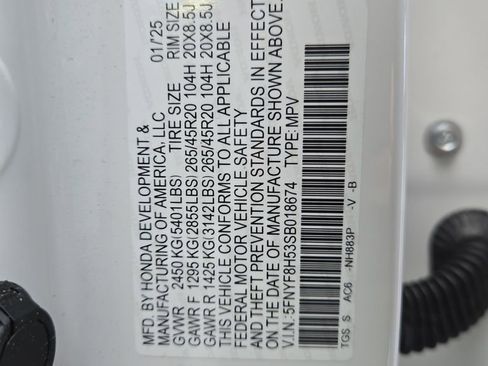 MFD. BY HONDA DEVELOPMENT &
MANUFACTURING OF AMERICA, LLC 01/25
GVWR 2450 KG(5401LBS) TIRE SIZE RIM SIZE
GAWR F 1295 KG(2855LBS) 265/45R20 104H 20X8.5J
GAWR R 1425 KG(3142LBS) 265/45R20 104H 20X8.5J
THIS VEHICLE CONFORMS TO ALL APPLICABLE
FEDERAL MOTOR VEHICLE SAFETY
AND THEFT PREVENTION STANDARDS IN EFFECT
ON THE DATE OF MANUFACTURE SHOWN ABOVE.
V.I.N.: 5FNYF8H53SB018674 TYPE: MPV
TGS S AC6 -NH883P -V -B